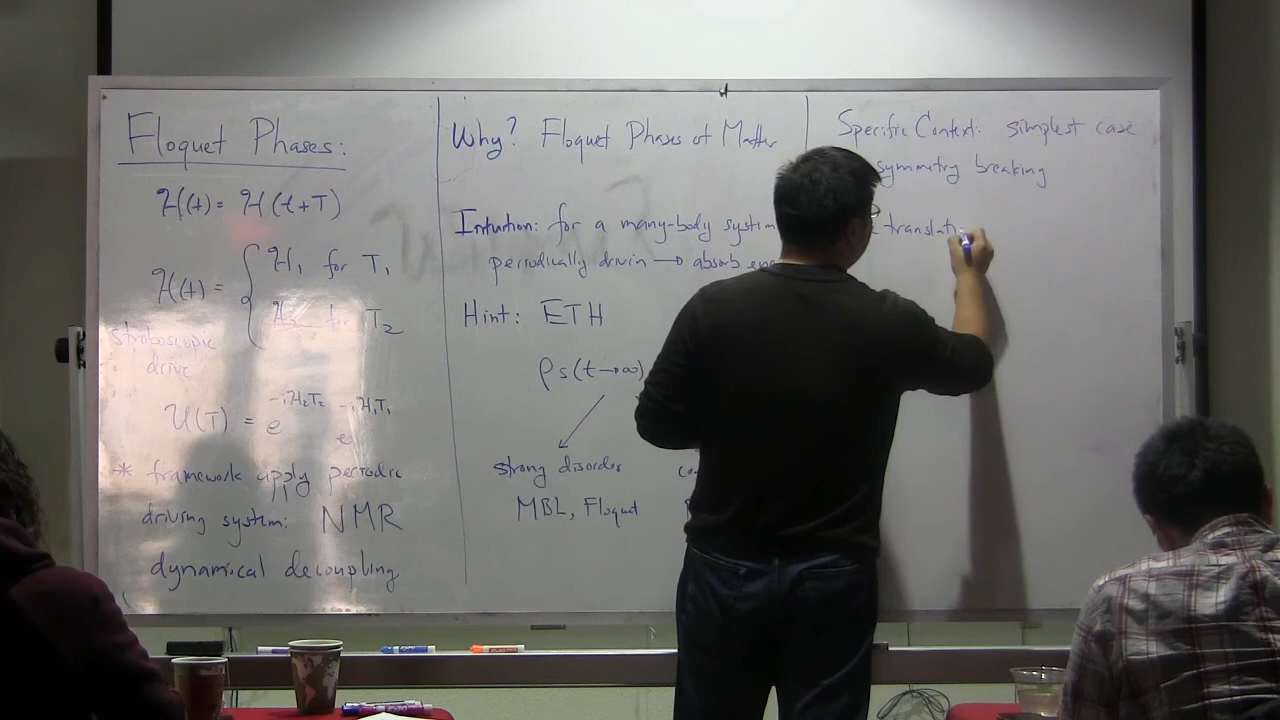 Floquet Phases:
H(t) = H(t+T)
H(t) = { H₁ for T₁
H₂ for T₂
stroboscopic
drive
U(T) = e^{-iH₂T₂} e^{-iH₁T₁}
* framework apply periodic
driving system: NMR
dynamical decoupling
Why? Floquet Phases of Matter
Intuition: for a many-body system
periodically drivin → absorb ene
Hint: ETH
ρs(t→∞)
strong disorder
MBL, Floquet
Specific Context: simplest case
symmetry breaking
translati